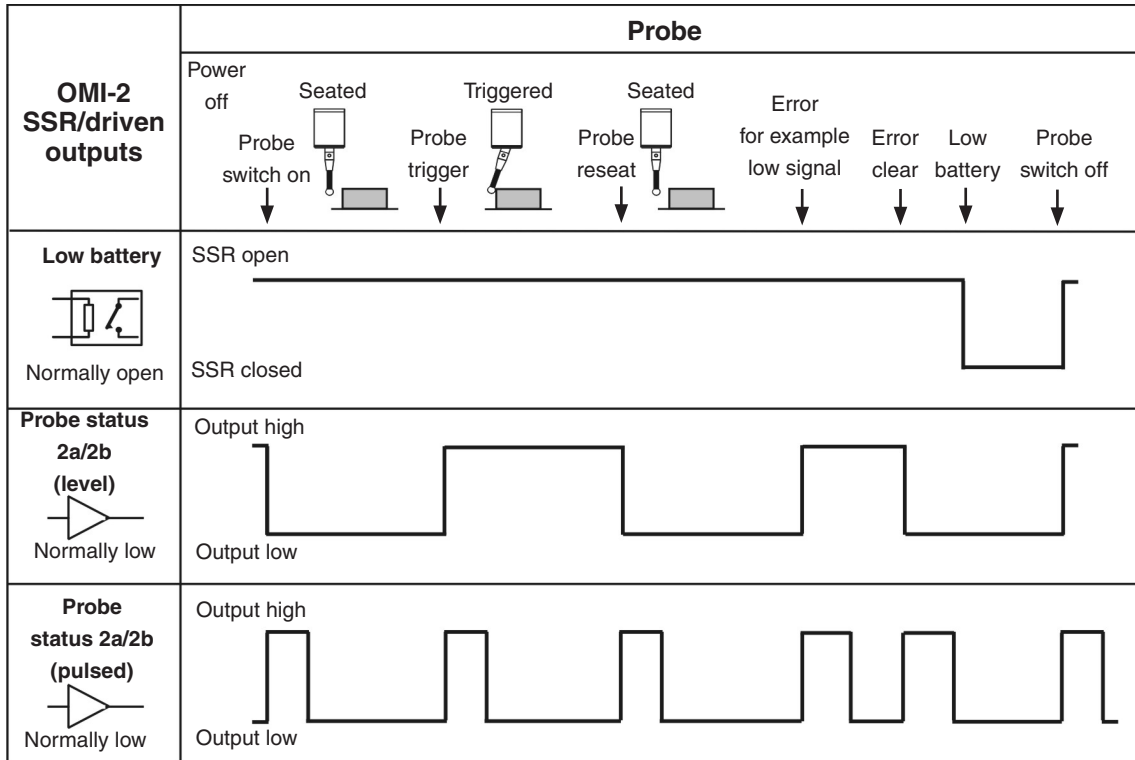 OMI-2
SSR/driven
outputs
Probe
Power
off
Probe
switch on
Seated
Probe
trigger
Triggered
Probe
reseat
Seated
Error
for example
low signal
Error
clear
Low
battery
Probe
switch off
Low battery
Normally open
SSR open
SSR closed
Probe status
2a/2b
(level)
Normally low
Output high
Output low
Probe
status 2a/2b
(pulsed)
Normally low
Output high
Output low